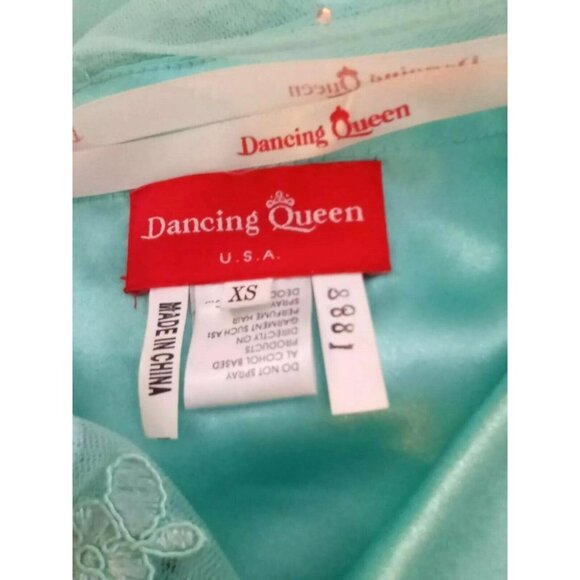 Dancing Queen
Dancing Queen
Dancing Queen
U.S.A.
MADE IN CHINA
XS
DO NOT SPRAY
ALCOHOL BASED
PRODUCTS
DIRECTLY ON
GARMENT SUCH AS:
PERFUME HAIR
SPRAY
8881